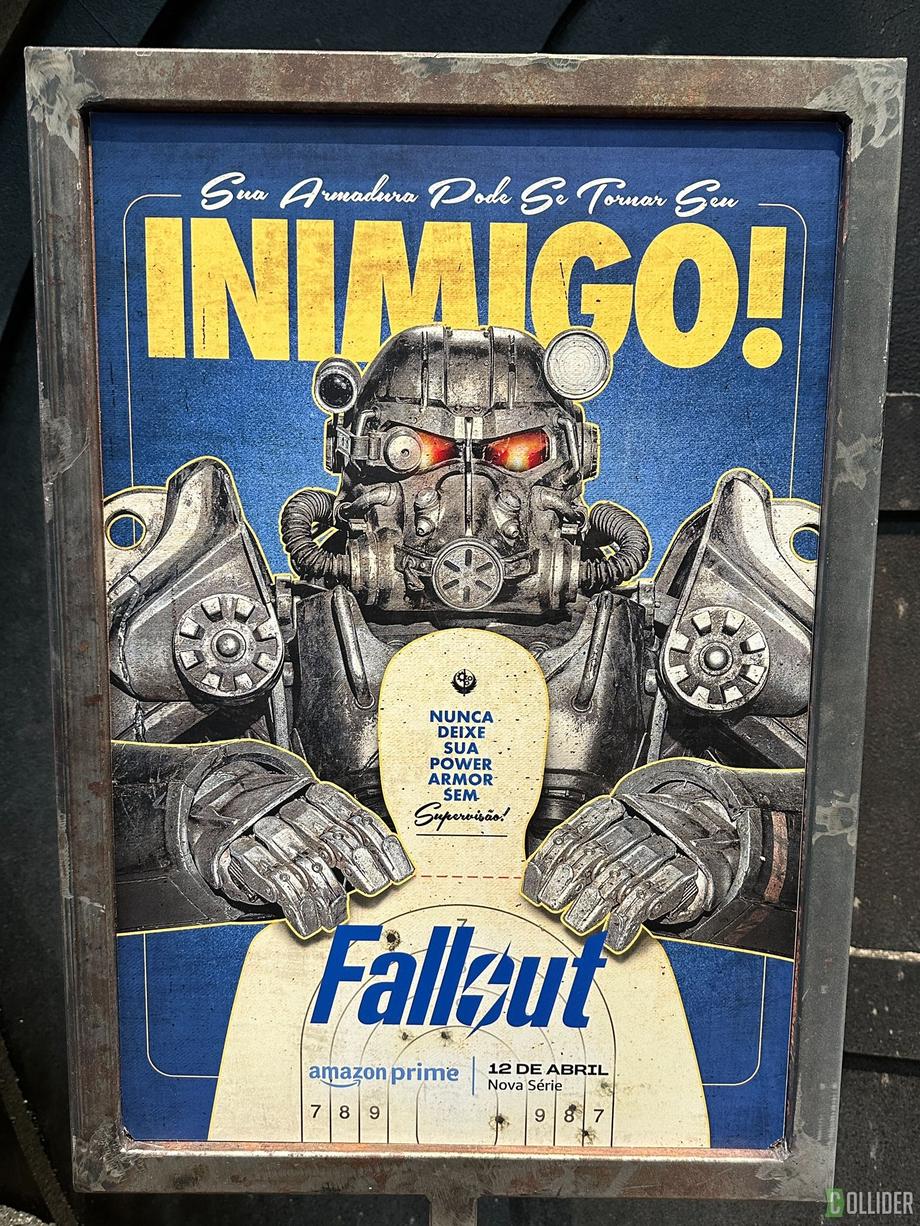 Sua Armadura Pode Se Tornar Seu
INIMIGO!
NUNCA
DEIXE
SUA
POWER
ARMOR
SEM
Supervisão!
7
Fallout
amazon prime | 12 DE ABRIL
Nova Série
7 8 9 9 8 7
COLLIDER